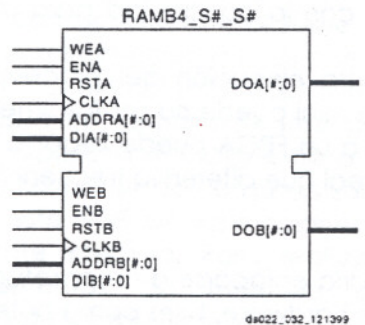 RAMB4_S#_S#
WEA
ENA
RSTA
CLKA
ADDRA[#:0]
DIA[#:0]
DOA[#:0]
WEB
ENB
RSTB
CLKB
ADDRB[#:0]
DIB[#:0]
DOB[#:0]
ds022_032_121399